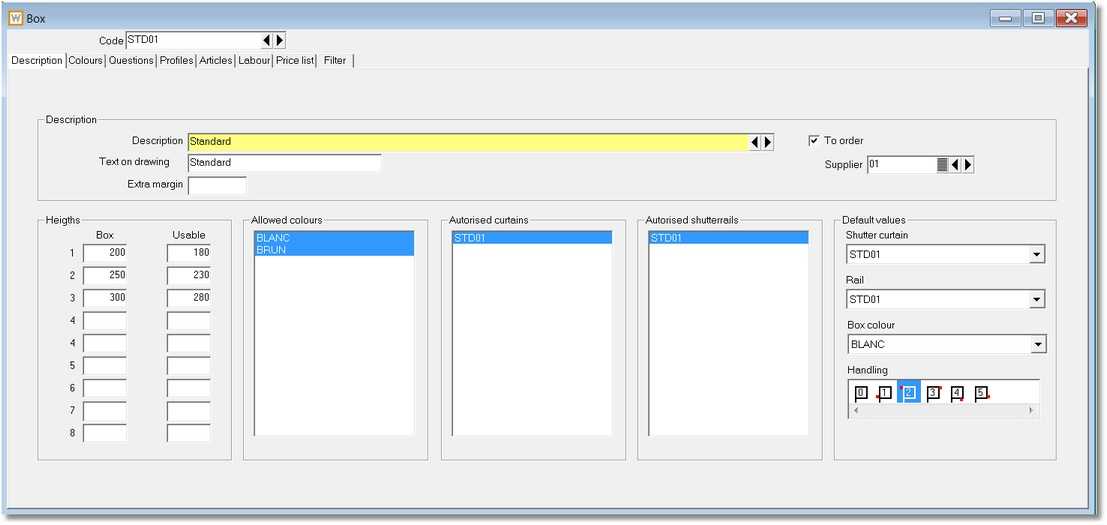 W Box
Code STD01
Description Colours Questions Profiles Articles Labour Price list Filter
Description
Description Standard To order
Text on drawing Standard Supplier 01
Extra margin
Heigths Allowed colours Autorised curtains Autorised shutterrails Default values
Box Usable BLANC STD01 STD01 Shutter curtain
1 200 180 BRUN STD01
2 250 230 Rail
3 300 280 STD01
4 Box colour
4 BLANC
5 Handling
6 0 1 2 3 4 5
7
8